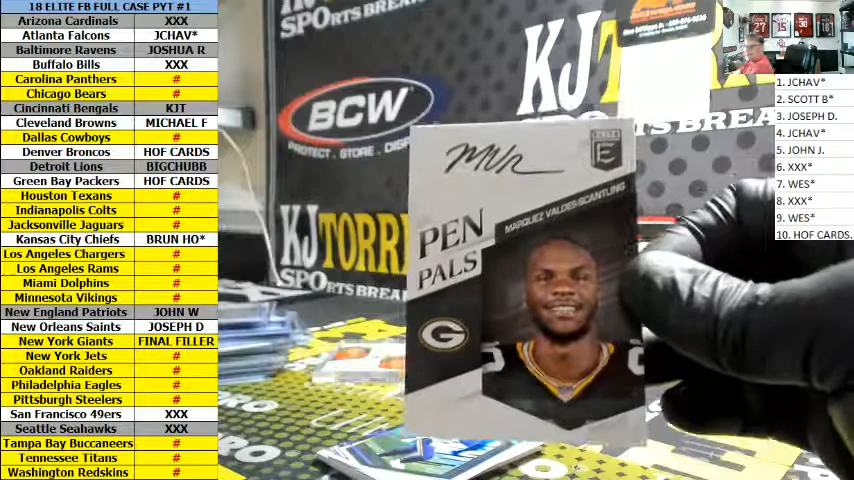 18 ELITE FB FULL CASE PYT #1
Arizona Cardinals XXX
Atlanta Falcons JCHAV*
Baltimore Ravens JOSHUA R
Buffalo Bills XXX
Carolina Panthers #
Chicago Bears #
Cincinnati Bengals KJT
Cleveland Browns MICHAEL F
Dallas Cowboys #
Denver Broncos HOF CARDS
Detroit Lions BIGCHUBB
Green Bay Packers HOF CARDS
Houston Texans #
Indianapolis Colts #
Jacksonville Jaguars #
Kansas City Chiefs BRUN HO*
Los Angeles Chargers #
Los Angeles Rams #
Miami Dolphins #
Minnesota Vikings #
New England Patriots JOHN W
New Orleans Saints JOSEPH D
New York Giants FINAL FILLER
New York Jets #
Oakland Raiders #
Philadelphia Eagles #
Pittsburgh Steelers #
San Francisco 49ers XXX
Seattle Seahawks XXX
Tampa Bay Buccaneers #
Tennessee Titans #
Washington Redskins #
SPORTS BREA
BCW
PROTECT . STORE . DISP
KJ TORR
SPORTS BREAK
KJ T
SPO
S BREA
E
PEN
PALS
MARQUEZ VALDES-SCANTLING
G
1. JCHAV*
2. SCOTT B*
3. JOSEPH D.
4. JCHAV*
5. JOHN J.
6. XXX*
7. WES*
8. XXX*
9. WES*
10. HOF CARDS.
27
15